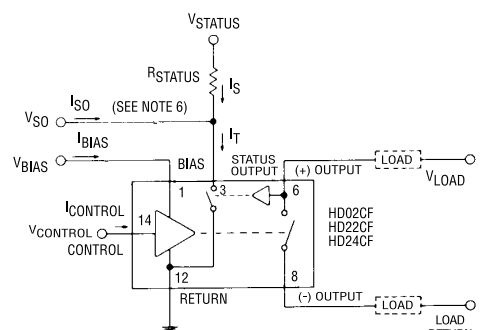 VSTATUS
RSTATUS
IS
ISO
(SEE NOTE 6)
VSO
IT
IBIAS
VBIAS
BIAS
STATUS
OUTPUT
(+) OUTPUT
LOAD
VLOAD
1
3
6
ICONTROL
14
VCONTROL
CONTROL
HD02CF
HD22CF
HD24CF
12
8
RETURN
(-) OUTPUT
LOAD
LOAD